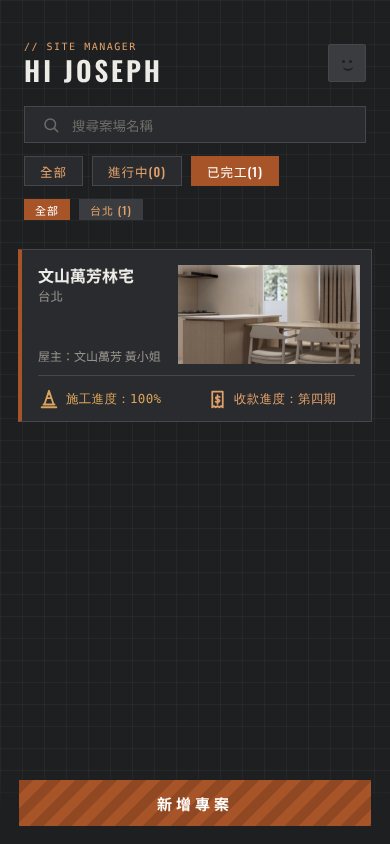 // SITE MANAGER
HI JOSEPH
搜尋案場名稱
全部 進行中(0) 已完工(1)
全部 台北 (1)
文山萬芳林宅
台北
屋主：文山萬芳 黃小姐
施工進度：100% 收款進度：第四期
新增專案